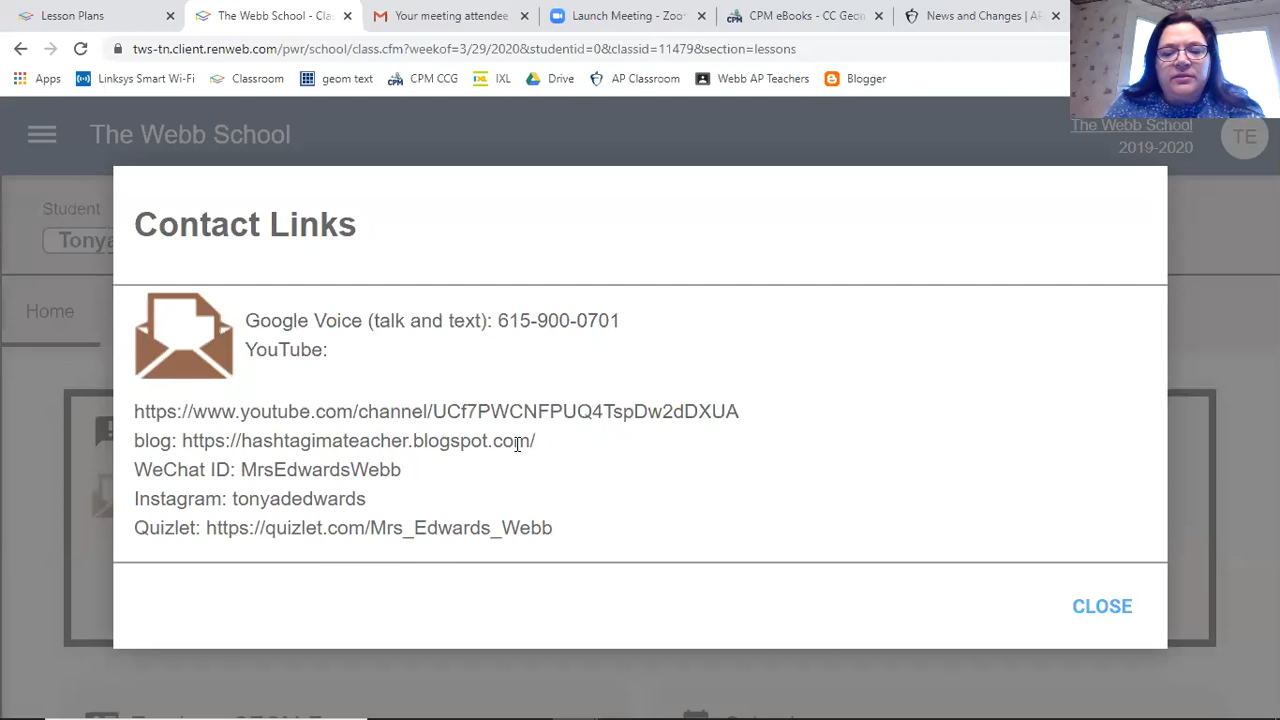 Lesson Plans
The Webb School - Cla
Your meeting attende
Launch Meeting - Zoo
CPM eBooks - CC Geo
News and Changes | A
tws-tn.client.renweb.com/pwr/school/class.cfm?weekof=3/29/2020&studentid=0&classid=11479&section=lessons
Apps Linksys Smart Wi-Fi Classroom geom text CPM CCG IXL Drive AP Classroom Webb AP Teachers Blogger
The Webb School
The Webb School
2019-2020
TE
Student
Tonya
Home
Contact Links
Google Voice (talk and text): 615-900-0701
YouTube:
https://www.youtube.com/channel/UCf7PWCNFPUQ4TspDw2dDXUA
blog: https://hashtagimateacher.blogspot.com/
WeChat ID: MrsEdwardsWebb
Instagram: tonyadedwards
Quizlet: https://quizlet.com/Mrs_Edwards_Webb
CLOSE